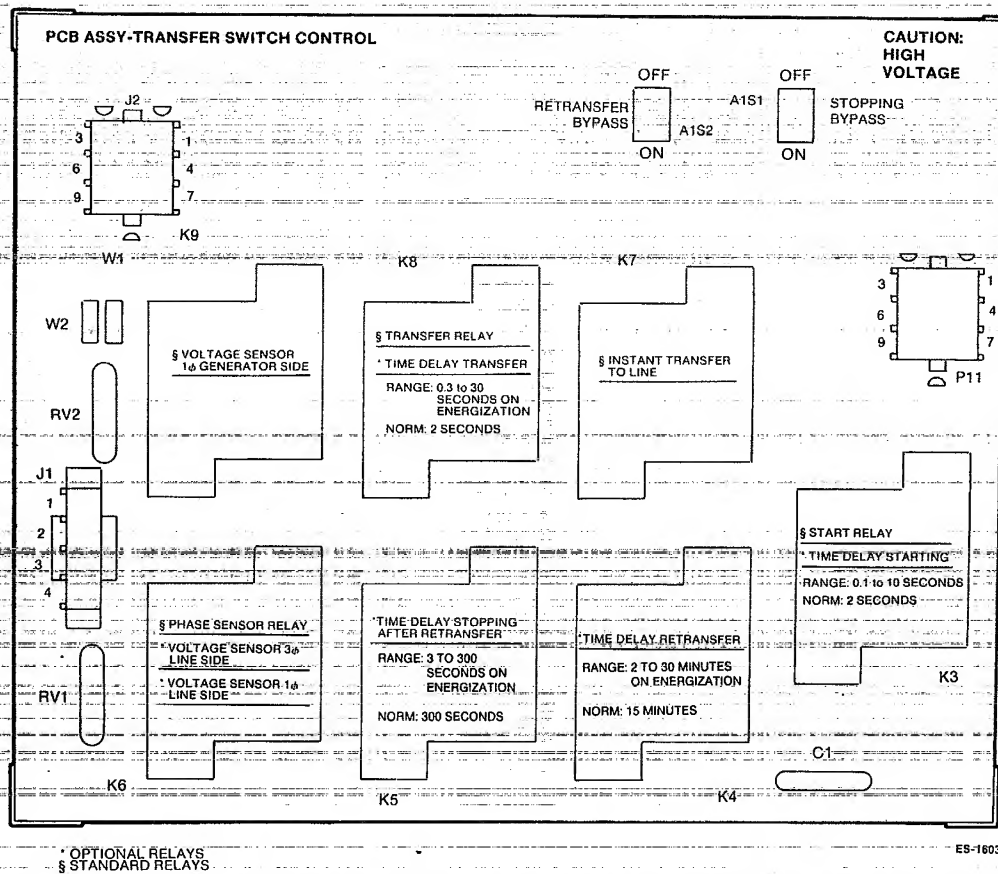 PCB ASSY-TRANSFER SWITCH CONTROL
CAUTION:
HIGH
VOLTAGE
OFF
RETRANSFER
BYPASS
A1S2
ON
OFF
A1S1
STOPPING
BYPASS
ON
J2
3
1
6
4
9
7
K9
W1
W2
RV2
K8
K7
§ VOLTAGE SENSOR
1ϕ GENERATOR SIDE
§ TRANSFER RELAY
* TIME DELAY TRANSFER
RANGE: 0.3 to 30
SECONDS ON
ENERGIZATION
NORM: 2 SECONDS
§ INSTANT TRANSFER
TO LINE
3
1
6
4
9
7
P11
J1
1
2
3
4
RV1
§ START RELAY
* TIME DELAY STARTING
RANGE: 0.1 to 10 SECONDS
NORM: 2 SECONDS
K3
§ PHASE SENSOR RELAY
* VOLTAGE SENSOR 3ϕ
LINE SIDE
* VOLTAGE SENSOR 1ϕ
LINE SIDE
K6
*TIME DELAY STOPPING
AFTER RETRANSFER
RANGE: 3 TO 300
SECONDS ON
ENERGIZATION
NORM: 300 SECONDS
K5
*TIME DELAY RETRANSFER
RANGE: 2 TO 30 MINUTES
ON ENERGIZATION
NORM: 15 MINUTES
K4
C1
* OPTIONAL RELAYS
§ STANDARD RELAYS
ES-1603